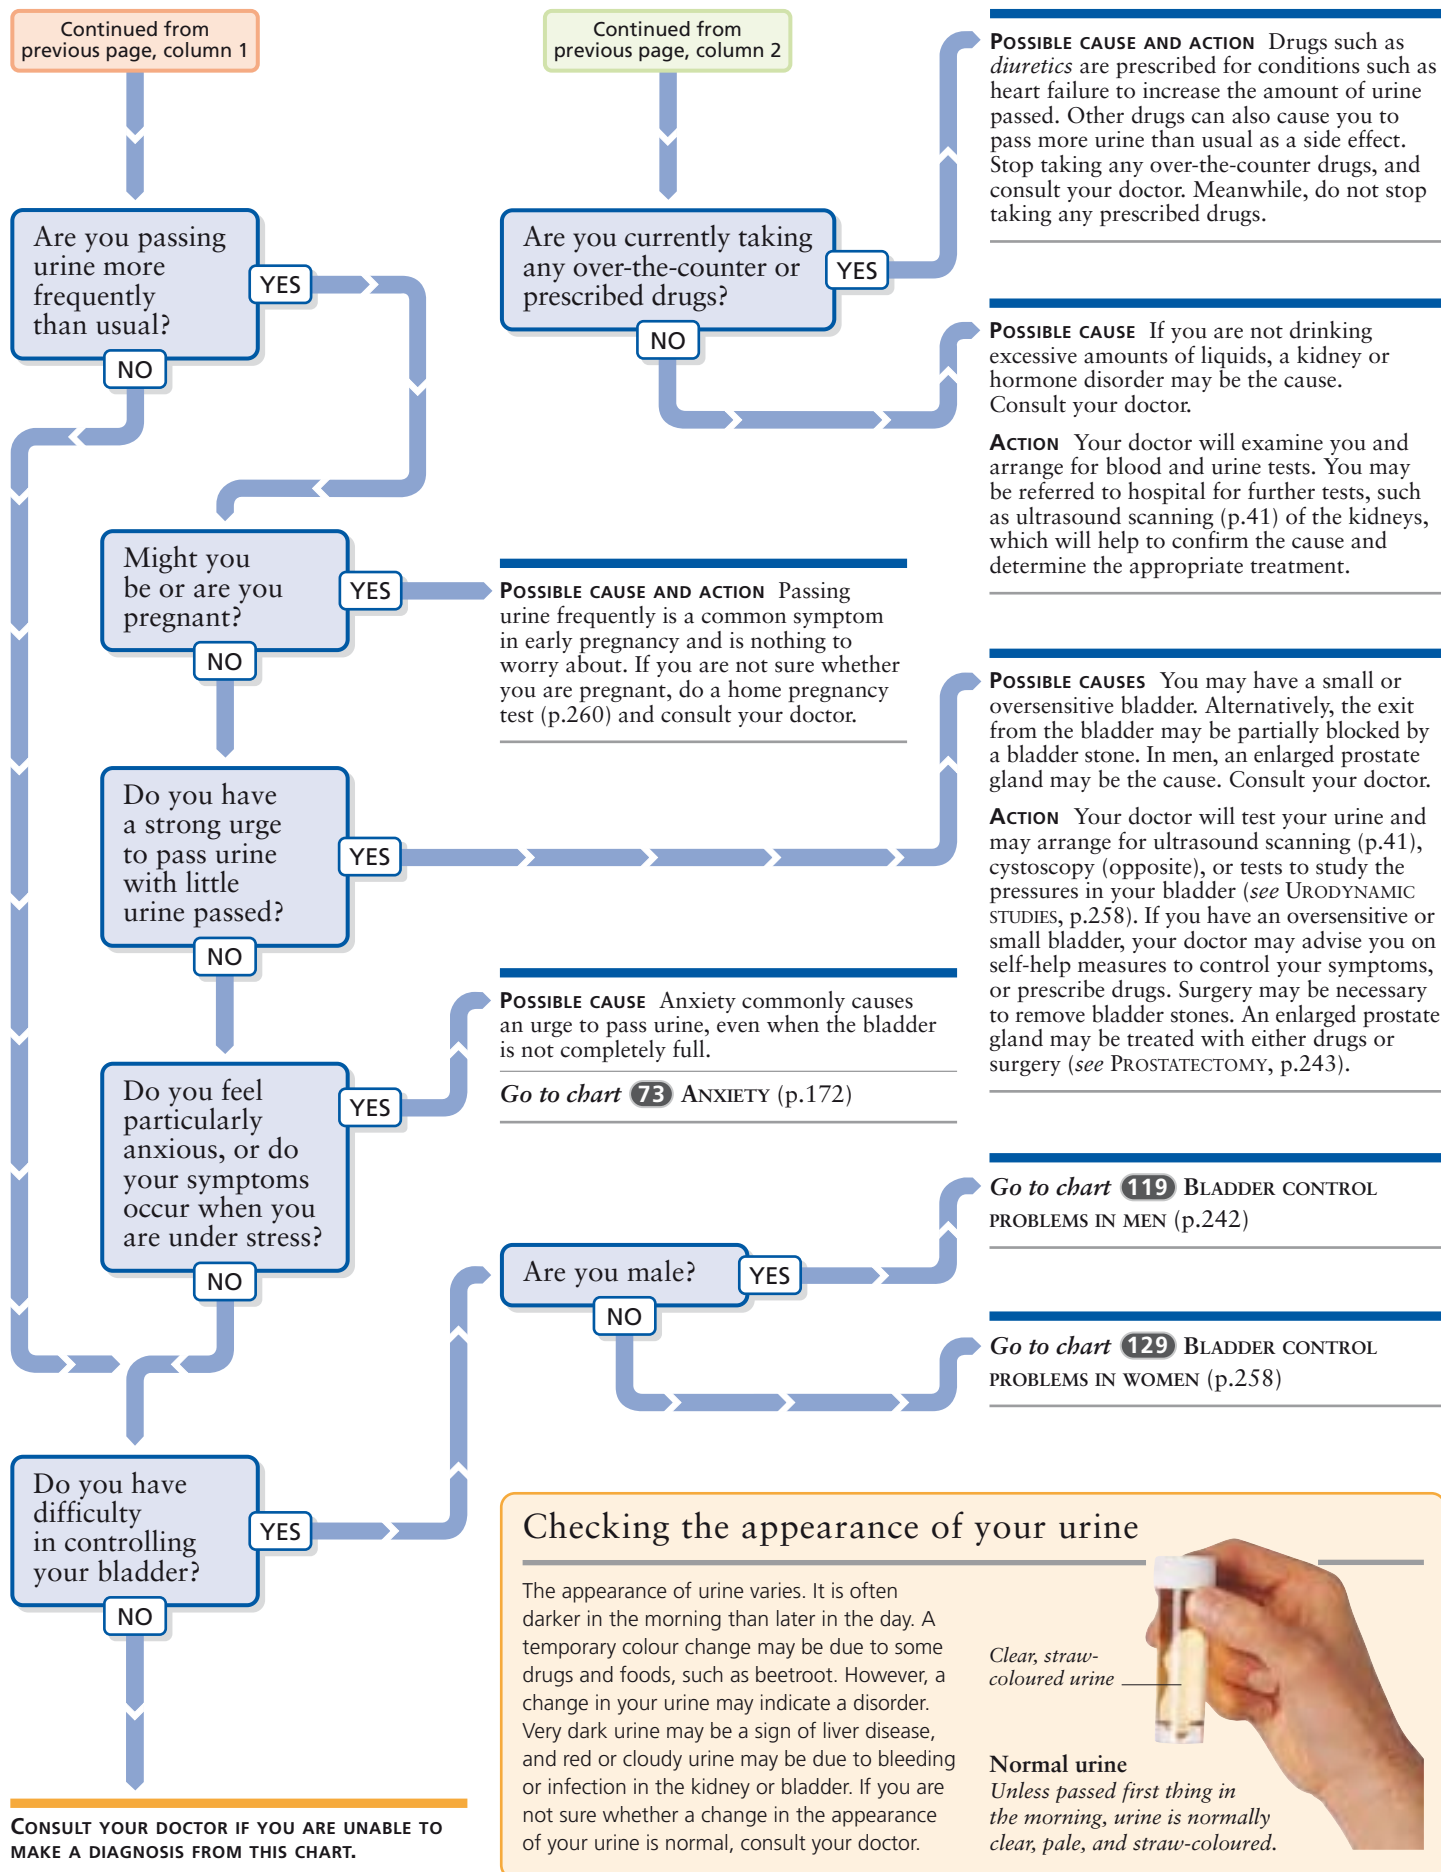 Continued from
previous page, column 1
Are you passing
urine more
frequently
than usual?
YES
NO
Might you
be or are you
pregnant?
YES
NO
POSSIBLE CAUSE AND ACTION Passing
urine frequently is a common symptom
in early pregnancy and is nothing to
worry about. If you are not sure whether
you are pregnant, do a home pregnancy
test (p.260) and consult your doctor.
Do you have
a strong urge
to pass urine
with little
urine passed?
YES
NO
Do you feel
particularly
anxious, or do
your symptoms
occur when you
are under stress?
YES
NO
POSSIBLE CAUSE Anxiety commonly causes
an urge to pass urine, even when the bladder
is not completely full.
Go to chart 73 ANXIETY (p.172)
Do you have
difficulty
in controlling
your bladder?
YES
NO
CONSULT YOUR DOCTOR IF YOU ARE UNABLE TO
MAKE A DIAGNOSIS FROM THIS CHART.
Continued from
previous page, column 2
Are you currently taking
any over-the-counter or
prescribed drugs?
YES
NO
POSSIBLE CAUSE AND ACTION Drugs such as
diuretics are prescribed for conditions such as
heart failure to increase the amount of urine
passed. Other drugs can also cause you to
pass more urine than usual as a side effect.
Stop taking any over-the-counter drugs, and
consult your doctor. Meanwhile, do not stop
taking any prescribed drugs.
POSSIBLE CAUSE If you are not drinking
excessive amounts of liquids, a kidney or
hormone disorder may be the cause.
Consult your doctor.
ACTION Your doctor will examine you and
arrange for blood and urine tests. You may
be referred to hospital for further tests, such
as ultrasound scanning (p.41) of the kidneys,
which will help to confirm the cause and
determine the appropriate treatment.
POSSIBLE CAUSES You may have a small or
oversensitive bladder. Alternatively, the exit
from the bladder may be partially blocked by
a bladder stone. In men, an enlarged prostate
gland may be the cause. Consult your doctor.
ACTION Your doctor will test your urine and
may arrange for ultrasound scanning (p.41),
cystoscopy (opposite), or tests to study the
pressures in your bladder (see URODYNAMIC
STUDIES, p.258). If you have an oversensitive or
small bladder, your doctor may advise you on
self-help measures to control your symptoms,
or prescribe drugs. Surgery may be necessary
to remove bladder stones. An enlarged prostate
gland may be treated with either drugs or
surgery (see PROSTATECTOMY, p.243).
Are you male?
YES
NO
Go to chart 119 BLADDER CONTROL
PROBLEMS IN MEN (p.242)
Go to chart 129 BLADDER CONTROL
PROBLEMS IN WOMEN (p.258)
Checking the appearance of your urine
The appearance of urine varies. It is often
darker in the morning than later in the day. A
temporary colour change may be due to some
drugs and foods, such as beetroot. However, a
change in your urine may indicate a disorder.
Very dark urine may be a sign of liver disease,
and red or cloudy urine may be due to bleeding
or infection in the kidney or bladder. If you are
not sure whether a change in the appearance
of your urine is normal, consult your doctor.
Clear, straw-
coloured urine
Normal urine
Unless passed first thing in
the morning, urine is normally
clear, pale, and straw-coloured.